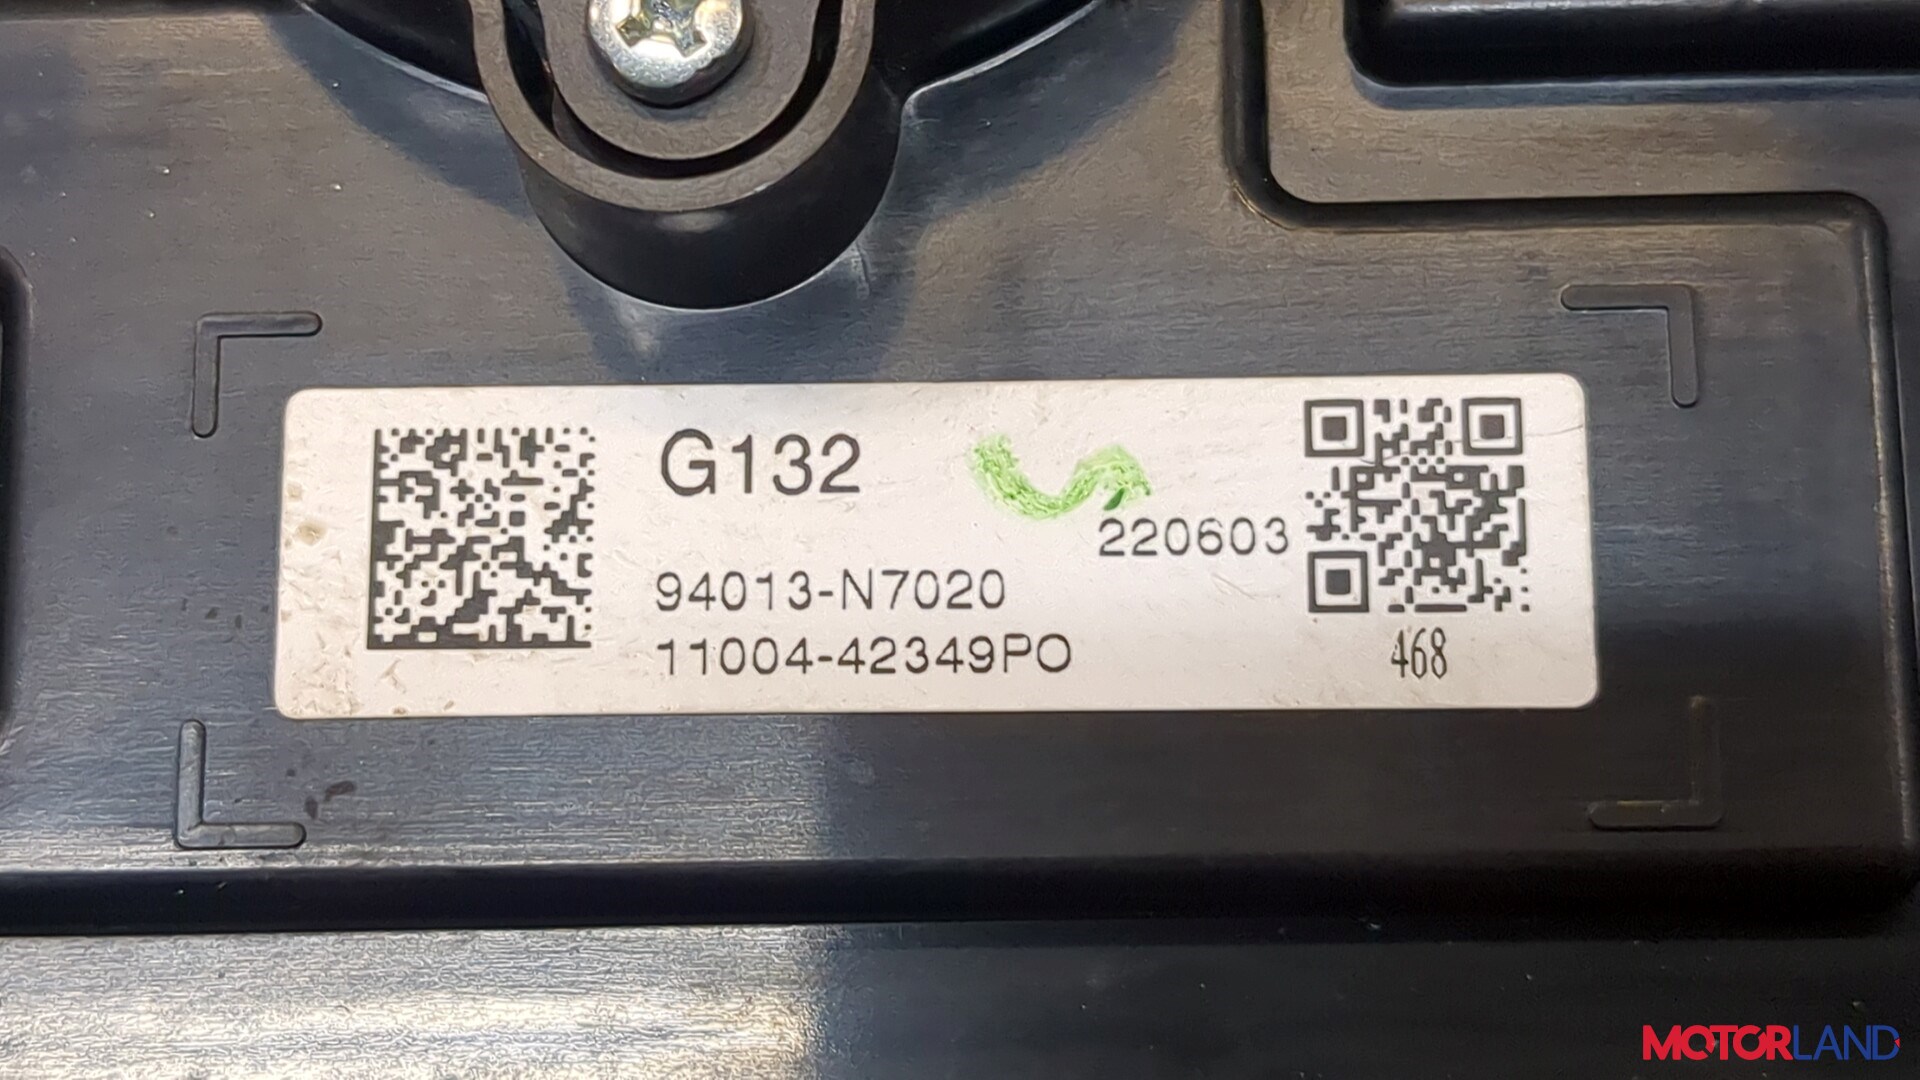 G132
220603
94013-N7020
11004-42349PO
468
MOTORLAND